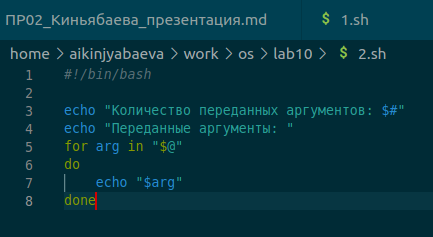 ПР02_Киньябаева_презентация.md $ 1.sh
home > aikinjyabaeva > work > os > lab10 > $ 2.sh
1 #!/bin/bash
2
3 echo "Количество переданных аргументов: $#"
4 echo "Переданные аргументы: "
5 for arg in "$@"
6 do
7 echo "$arg"
8 done